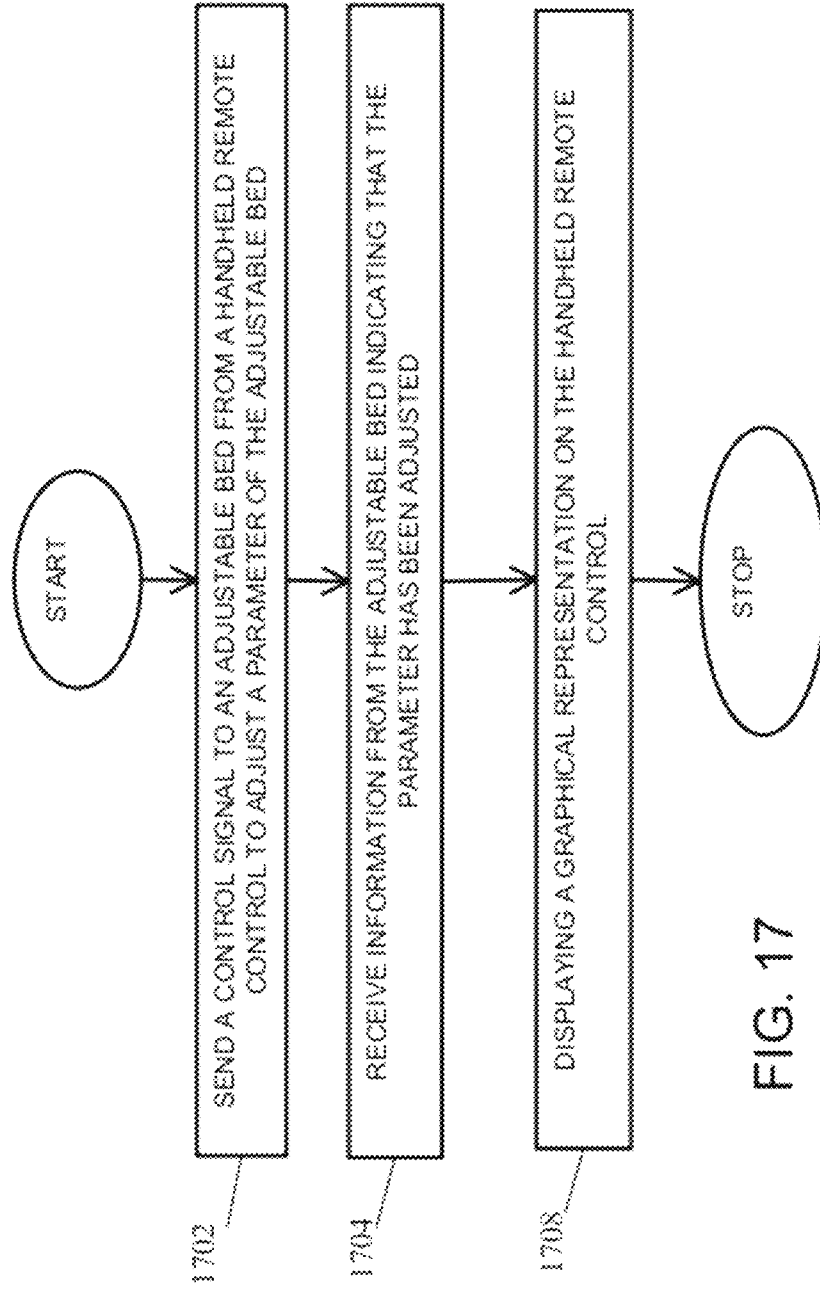 START
1702
SEND A CONTROL SIGNAL TO AN ADJUSTABLE BED FROM A HANDHELD REMOTE
CONTROL TO ADJUST A PARAMETER OF THE ADJUSTABLE BED
1704
RECEIVE INFORMATION FROM THE ADJUSTABLE BED INDICATING THAT THE
PARAMETER HAS BEEN ADJUSTED
1708
DISPLAYING A GRAPHICAL REPRESENTATION ON THE HANDHELD REMOTE
CONTROL
STOP
FIG. 17